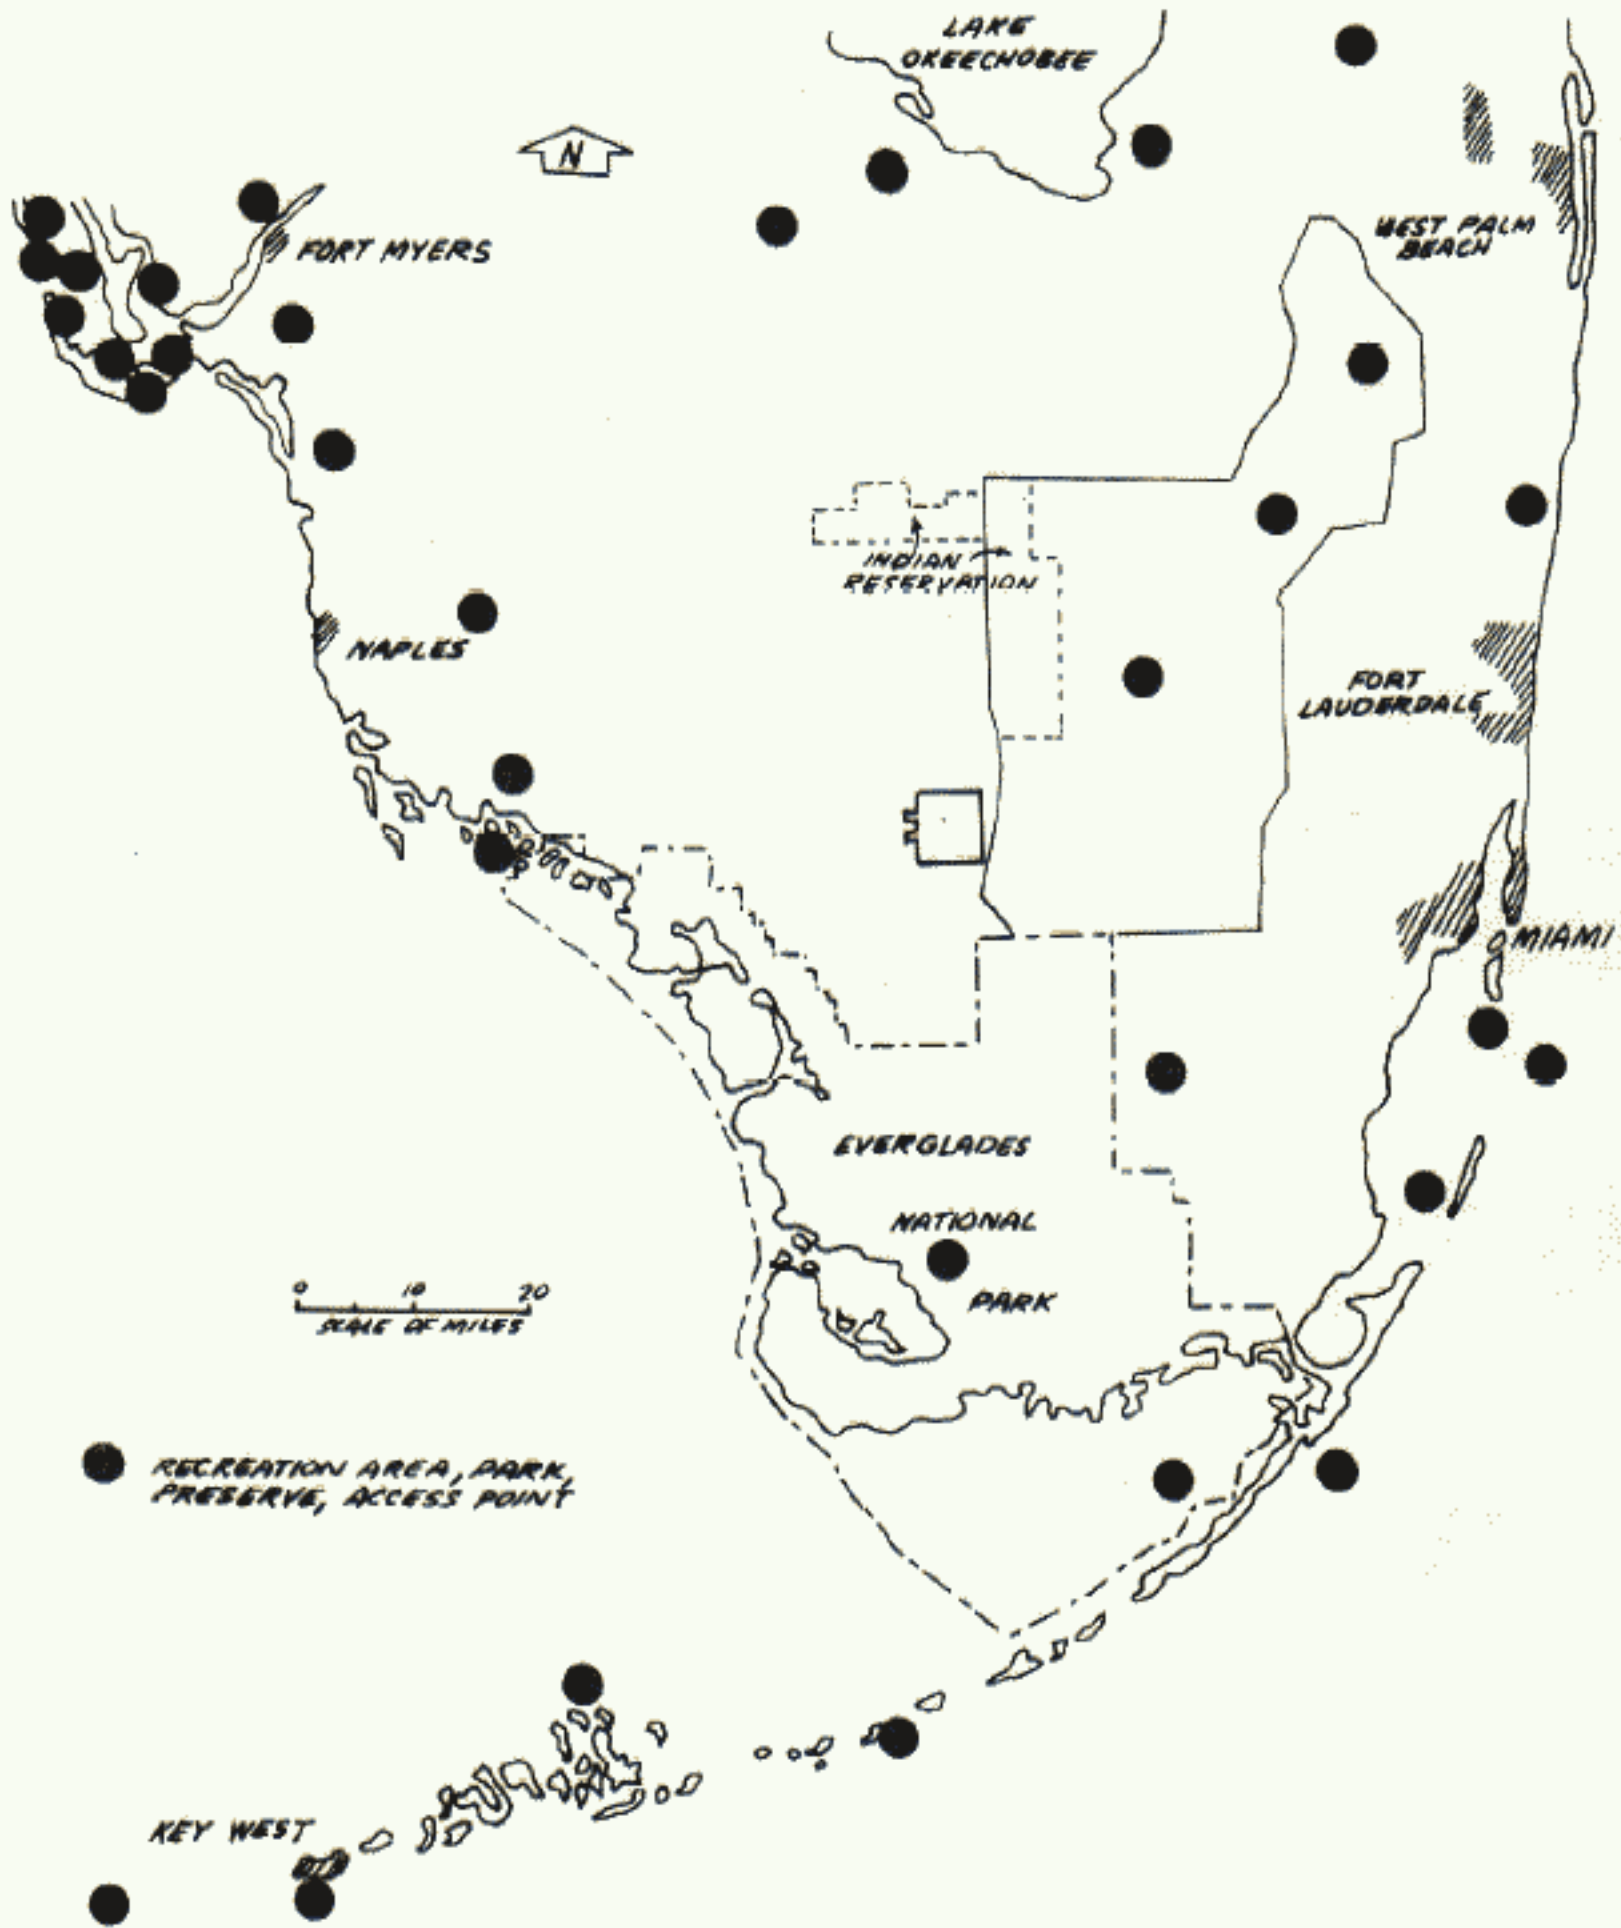 LAKE
OKEECHOBEE
N
FORT MYERS
WEST PALM
BEACH
INDIAN
RESERVATION
NAPLES
FORT
LAUDERDALE
MIAMI
EVERGLADES
NATIONAL
PARK
0 10 20
SCALE OF MILES
RECREATION AREA, PARK,
PRESERVE, ACCESS POINT
KEY WEST